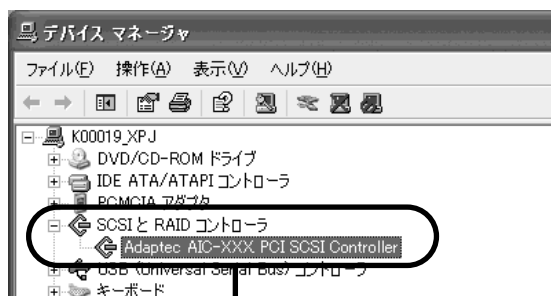 デバイス マネージャ
ファイル(F) 操作(A) 表示(V) ヘルプ(H)
K00019_XPJ
DVD/CD-ROM ドライブ
IDE ATA/ATAPI コントローラ
PCMCIA アダプタ
SCSI と RAID コントローラ
Adaptec AIC-XXX PCI SCSI Controller
USB (Universal Serial Bus) コントローラ
キーボード